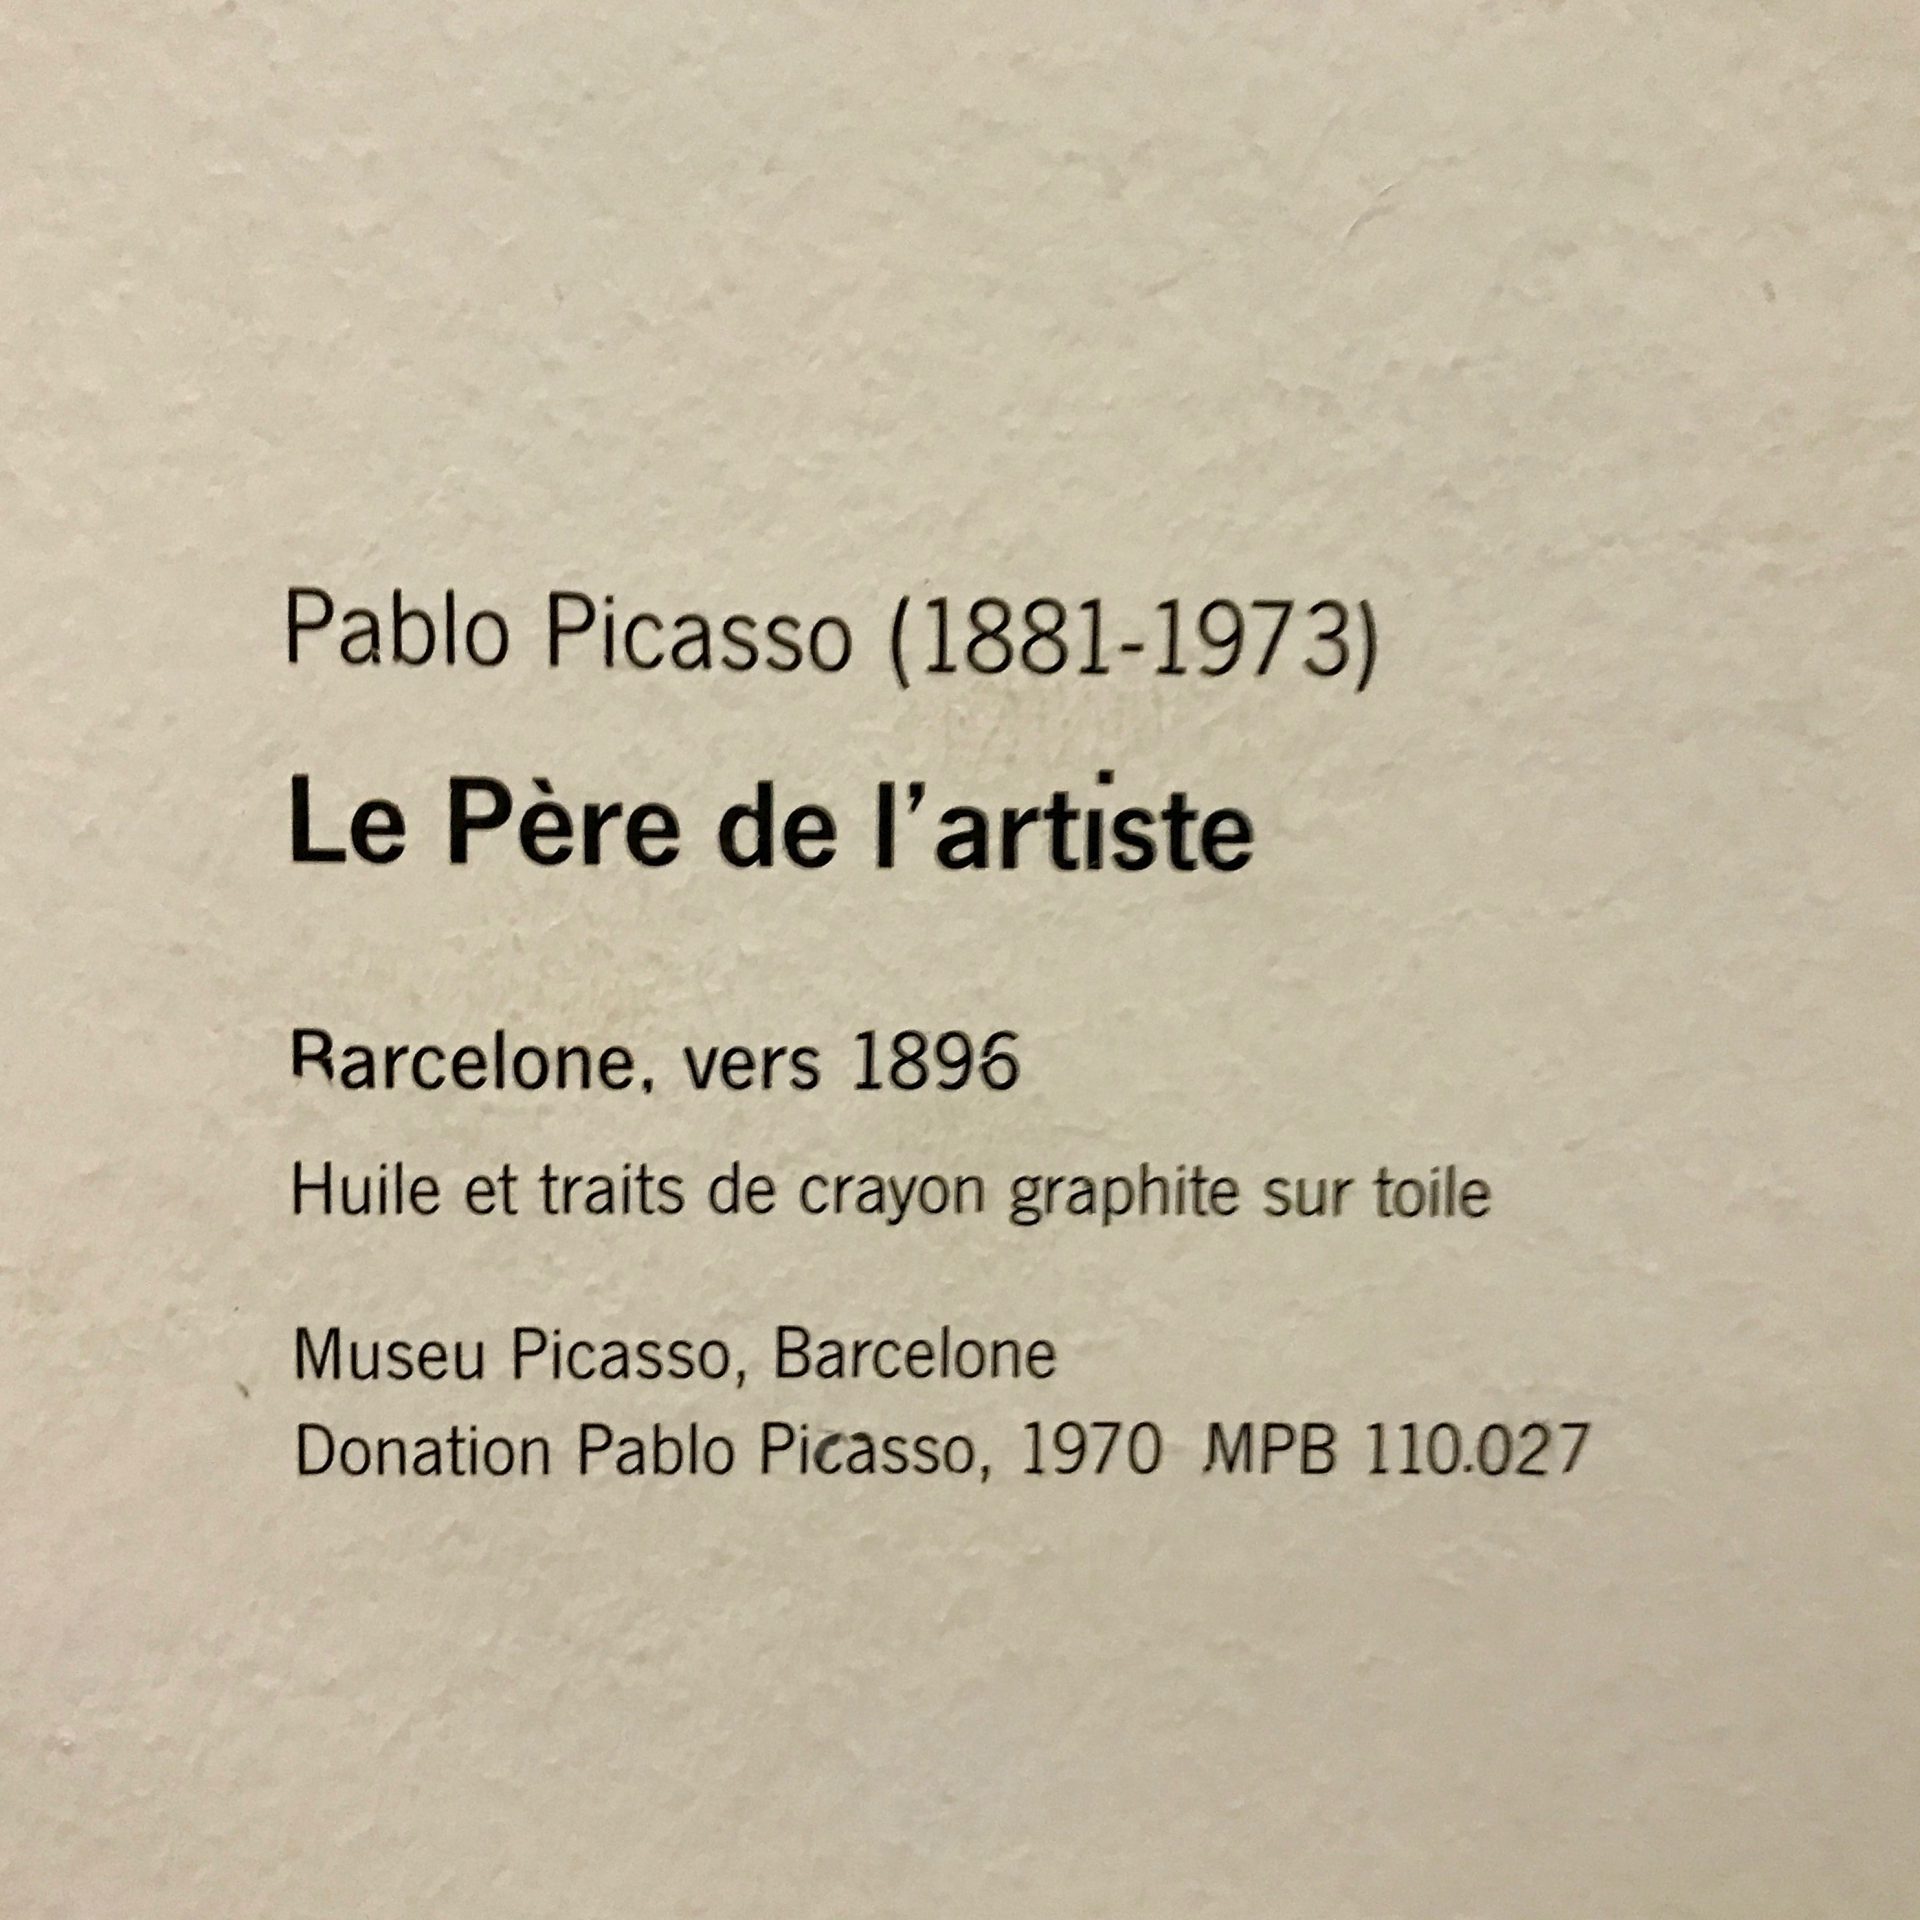 Pablo Picasso (1881-1973)
Le Père de l’artiste
Barcelone, vers 1896
Huile et traits de crayon graphite sur toile
Museu Picasso, Barcelone
Donation Pablo Picasso, 1970 MPB 110.027